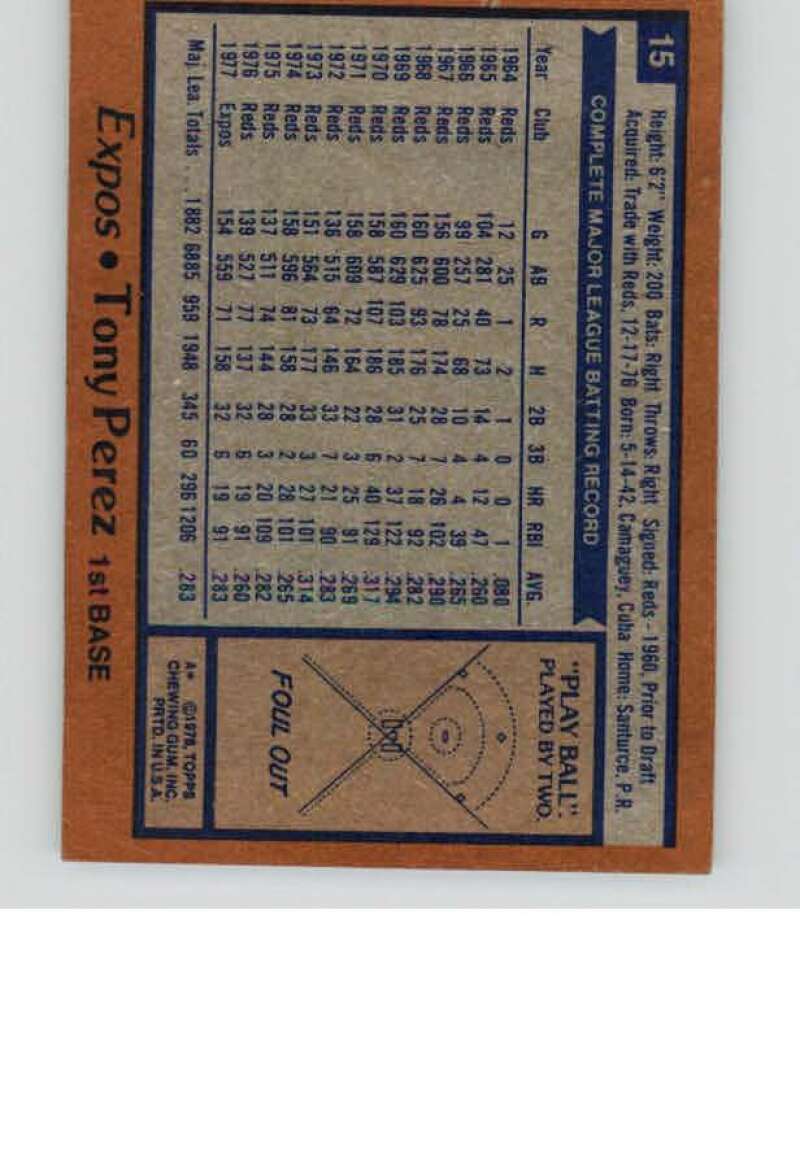 15
Height: 6'2" Weight: 200 Bats: Right Throws: Right Signed: Reds - 1960, Prior to Draft
Acquired: Trade with Reds, 12-17-76 Born: 5-14-42, Camaguey, Cuba Home: Santurce, P.R.
COMPLETE MAJOR LEAGUE BATTING RECORD
Year Club G AB R H 2B 3B HR RBI AVG.
1964 Reds 12 25 1 2 1 0 0 1 .080
1965 Reds 104 281 40 73 14 4 12 47 .260
1966 Reds 99 257 25 68 10 4 4 39 .265
1967 Reds 156 600 78 174 28 7 26 102 .290
1968 Reds 160 625 93 176 25 7 18 92 .282
1969 Reds 160 629 103 185 31 2 37 122 .294
1970 Reds 158 587 107 186 28 6 40 129 .317
1971 Reds 158 609 72 164 22 3 25 91 .269
1972 Reds 136 515 64 146 33 7 21 90 .283
1973 Reds 151 564 73 177 33 3 27 101 .314
1974 Reds 158 596 81 158 28 2 28 101 .265
1975 Reds 137 511 74 144 28 3 20 109 .282
1976 Reds 139 527 77 137 32 6 19 91 .260
1977 Expos 154 559 71 158 32 6 19 91 .283
Maj. Lea. Totals . . 1882 6885 959 1948 345 60 296 1206 .283
"PLAY BALL"
PLAYED BY TWO.
FOUL OUT
A* ©1978, TOPPS
CHEWING GUM, INC.
PRTD. IN U.S.A.
Expos • Tony Perez 1st BASE